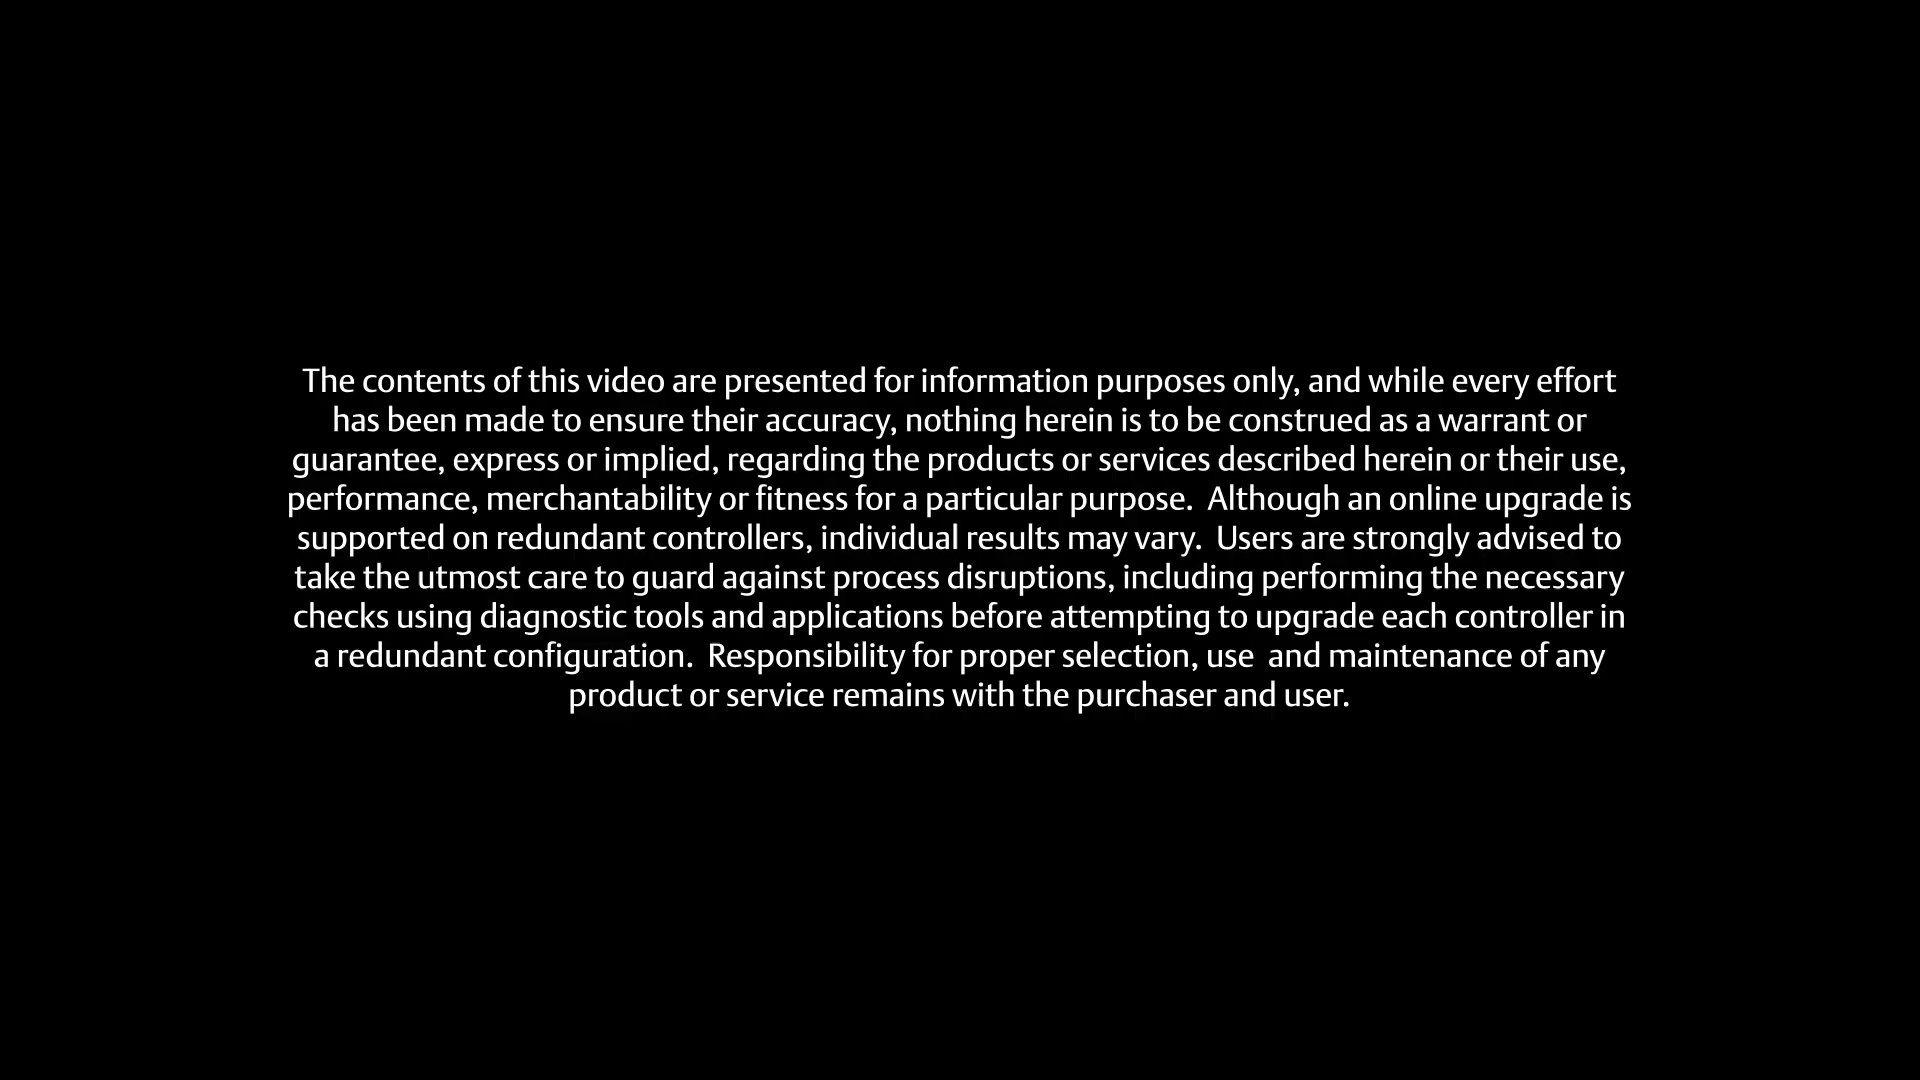 The contents of this video are presented for information purposes only, and while every effort
has been made to ensure their accuracy, nothing herein is to be construed as a warrant or
guarantee, express or implied, regarding the products or services described herein or their use,
performance, merchantability or fitness for a particular purpose.  Although an online upgrade is
supported on redundant controllers, individual results may vary.  Users are strongly advised to
take the utmost care to guard against process disruptions, including performing the necessary
checks using diagnostic tools and applications before attempting to upgrade each controller in
a redundant configuration.  Responsibility for proper selection, use  and maintenance of any
product or service remains with the purchaser and user.